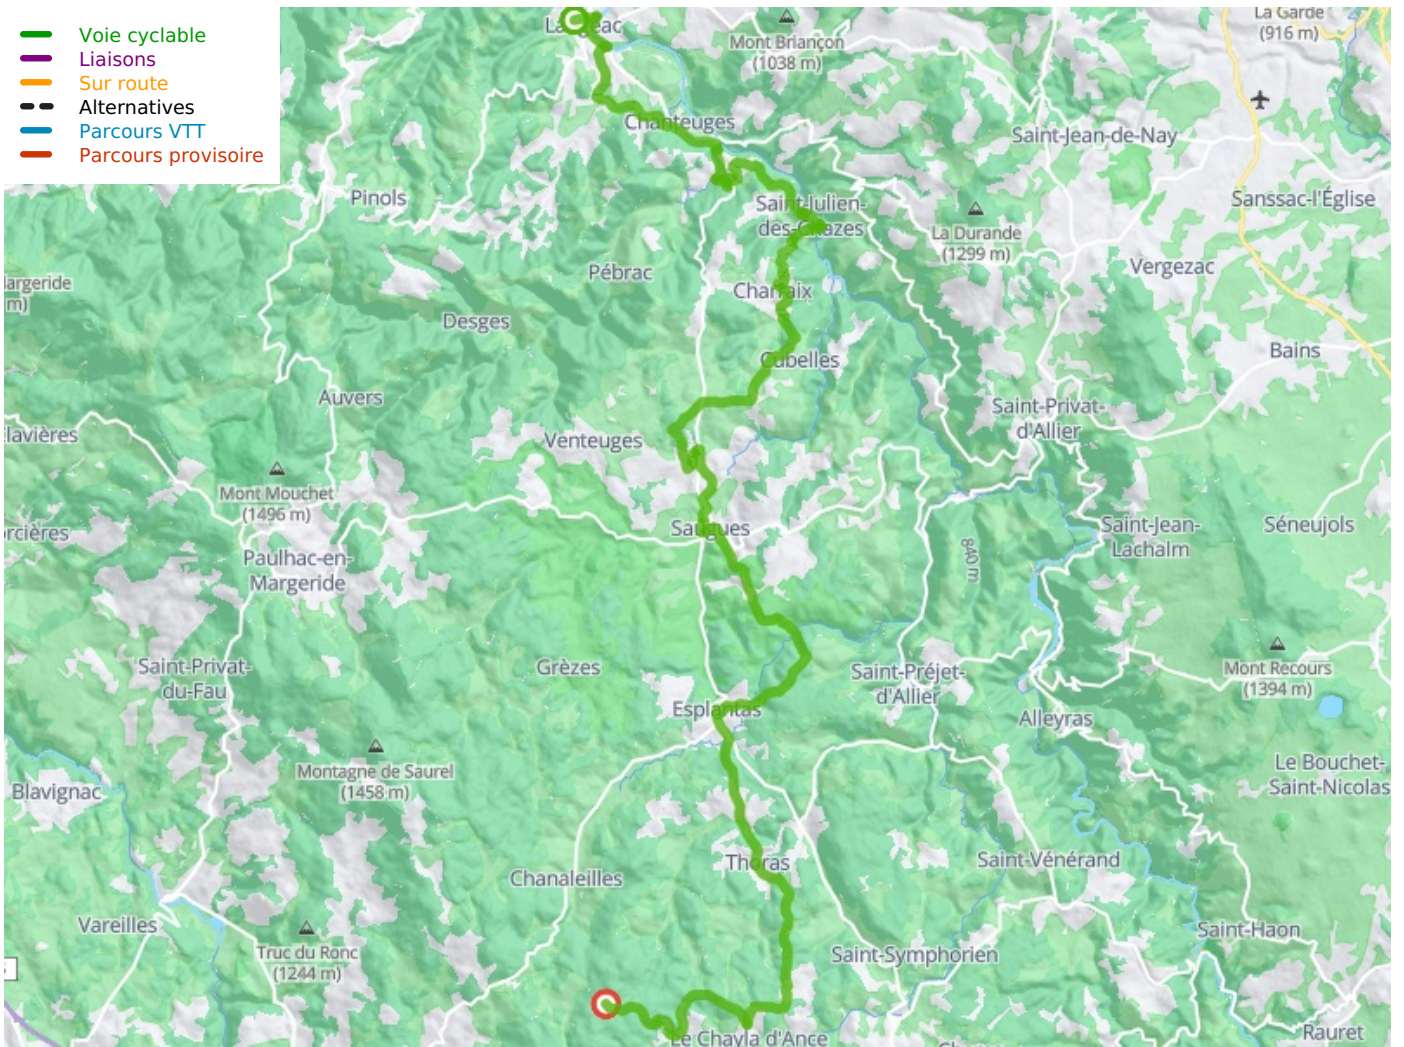 Voie cyclable
Liaisons
Sur route
Alternatives
Parcours VTT
Parcours provisoire
Mont Briançon
(1038 m)
La Garde
(916 m)
Chanteuges
Saint-Jean-de-Nay
Pinols
Saint-Julien-
des-Chazes
La Durande
(1299 m)
Sanssac-l'Église
Vergezac
Pébrac
Charraix
Desges
Cubelles
Bains
Auvers
Saint-Privat-
d'Allier
Venteuges
Mont Mouchet
(1496 m)
Saugues
Saint-Jean-
Lachalm
Séneujols
Paulhac-en-
Margeride
840 m
Saint-Privat-
du-Fau
Grèzes
Saint-Préjet-
d'Allier
Mont Recours
(1394 m)
Esplantas
Alleyras
Montagne de Saurel
(1458 m)
Le Bouchet-
Saint-Nicolas
Blavignac
Thoras
Saint-Vénérand
Chanaleilles
Vareilles
Saint-Haon
Truc du Ronc
(1244 m)
Saint-Symphorien
Le Chayla d'Ance
Rauret